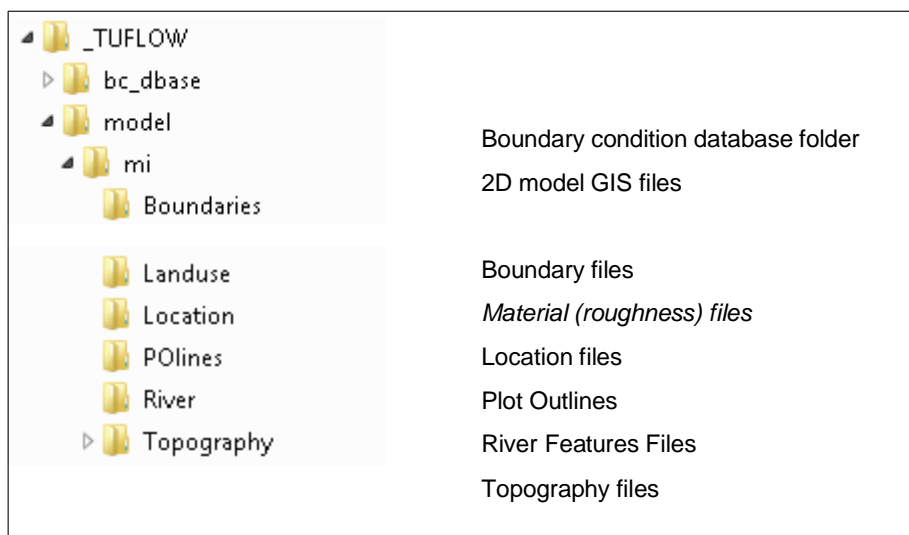 _TUFLOW
bc_dbase
model
mi
Boundaries
Landuse
Location
POlines
River
Topography
Boundary condition database folder
2D model GIS files
Boundary files
Material (roughness) files
Location files
Plot Outlines
River Features Files
Topography files